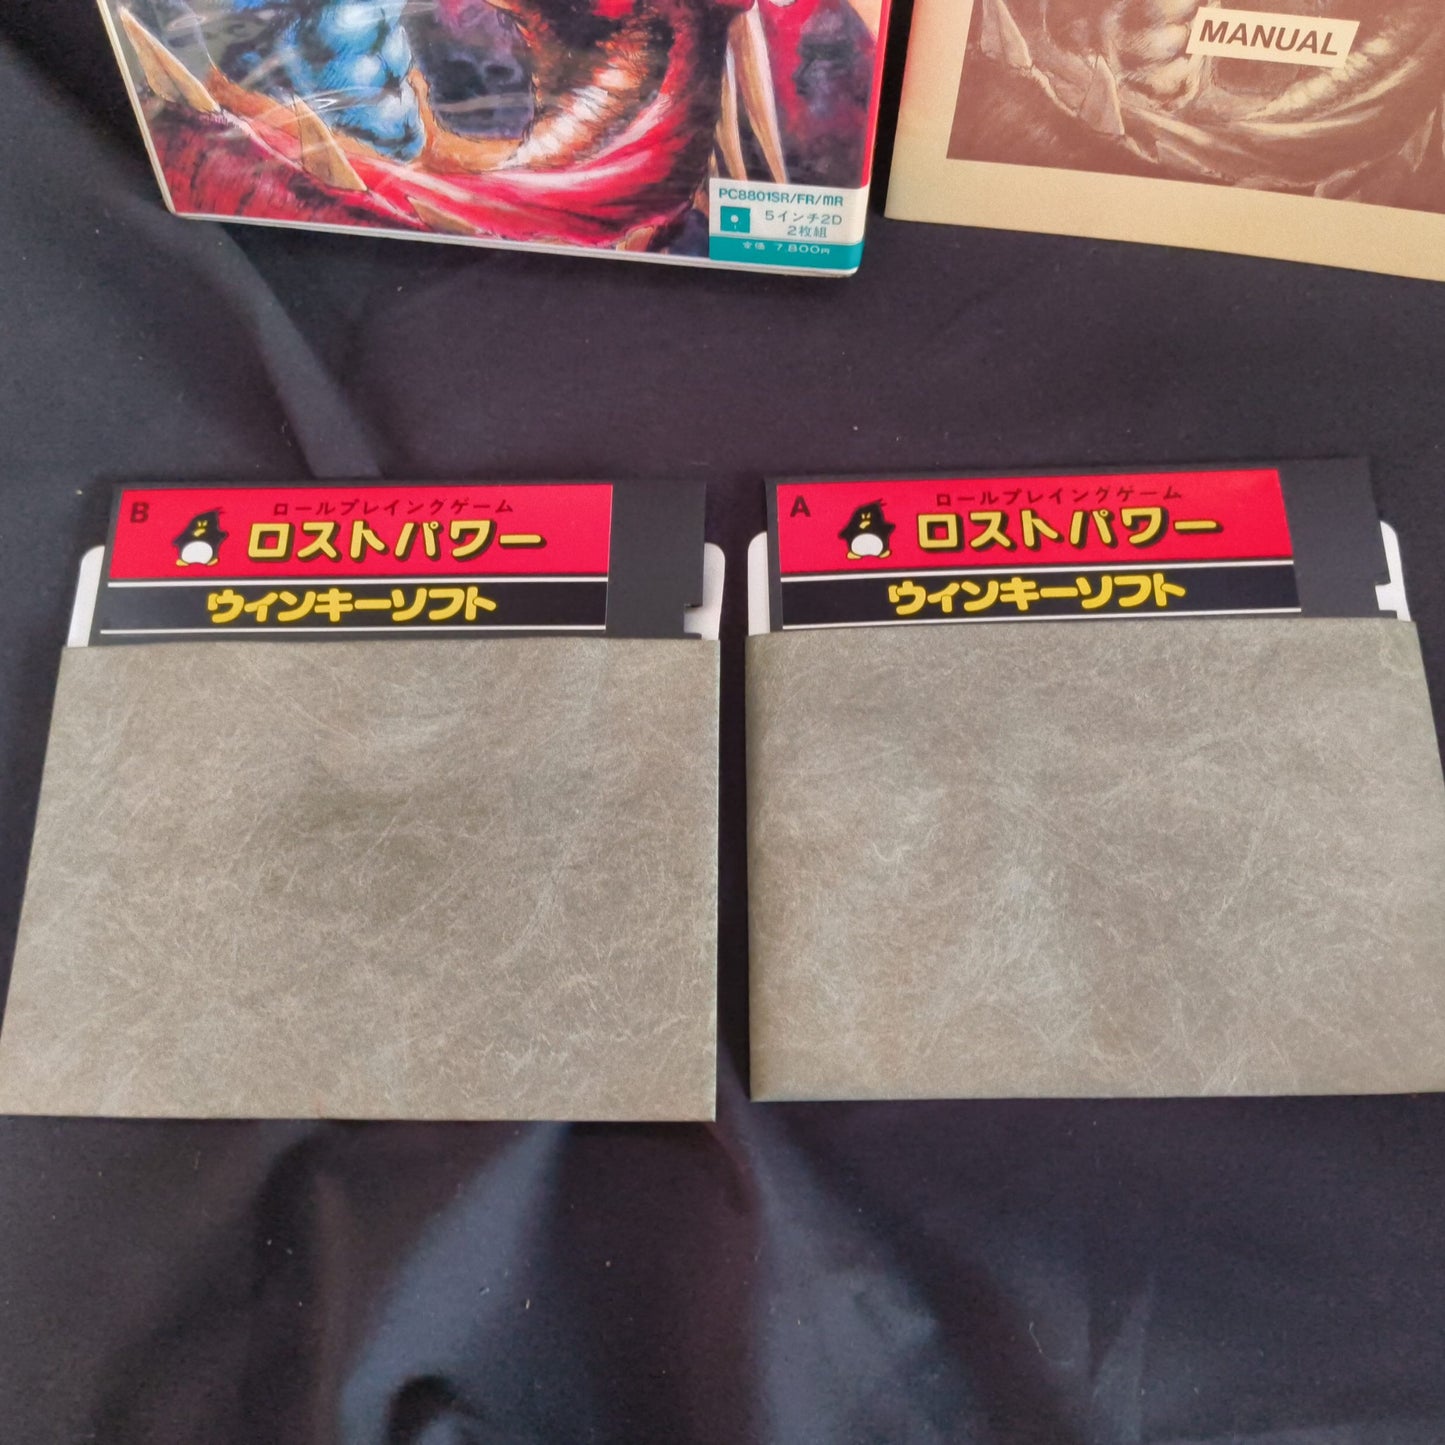 MANUAL
PC8801SR/FR/MR
5インチ2D
2枚組
定価 7,800円
B
ロールプレイングゲーム
ロストパワー
ウインキーソフト
A
ロールプレイングゲーム
ロストパワー
ウインキーソフト